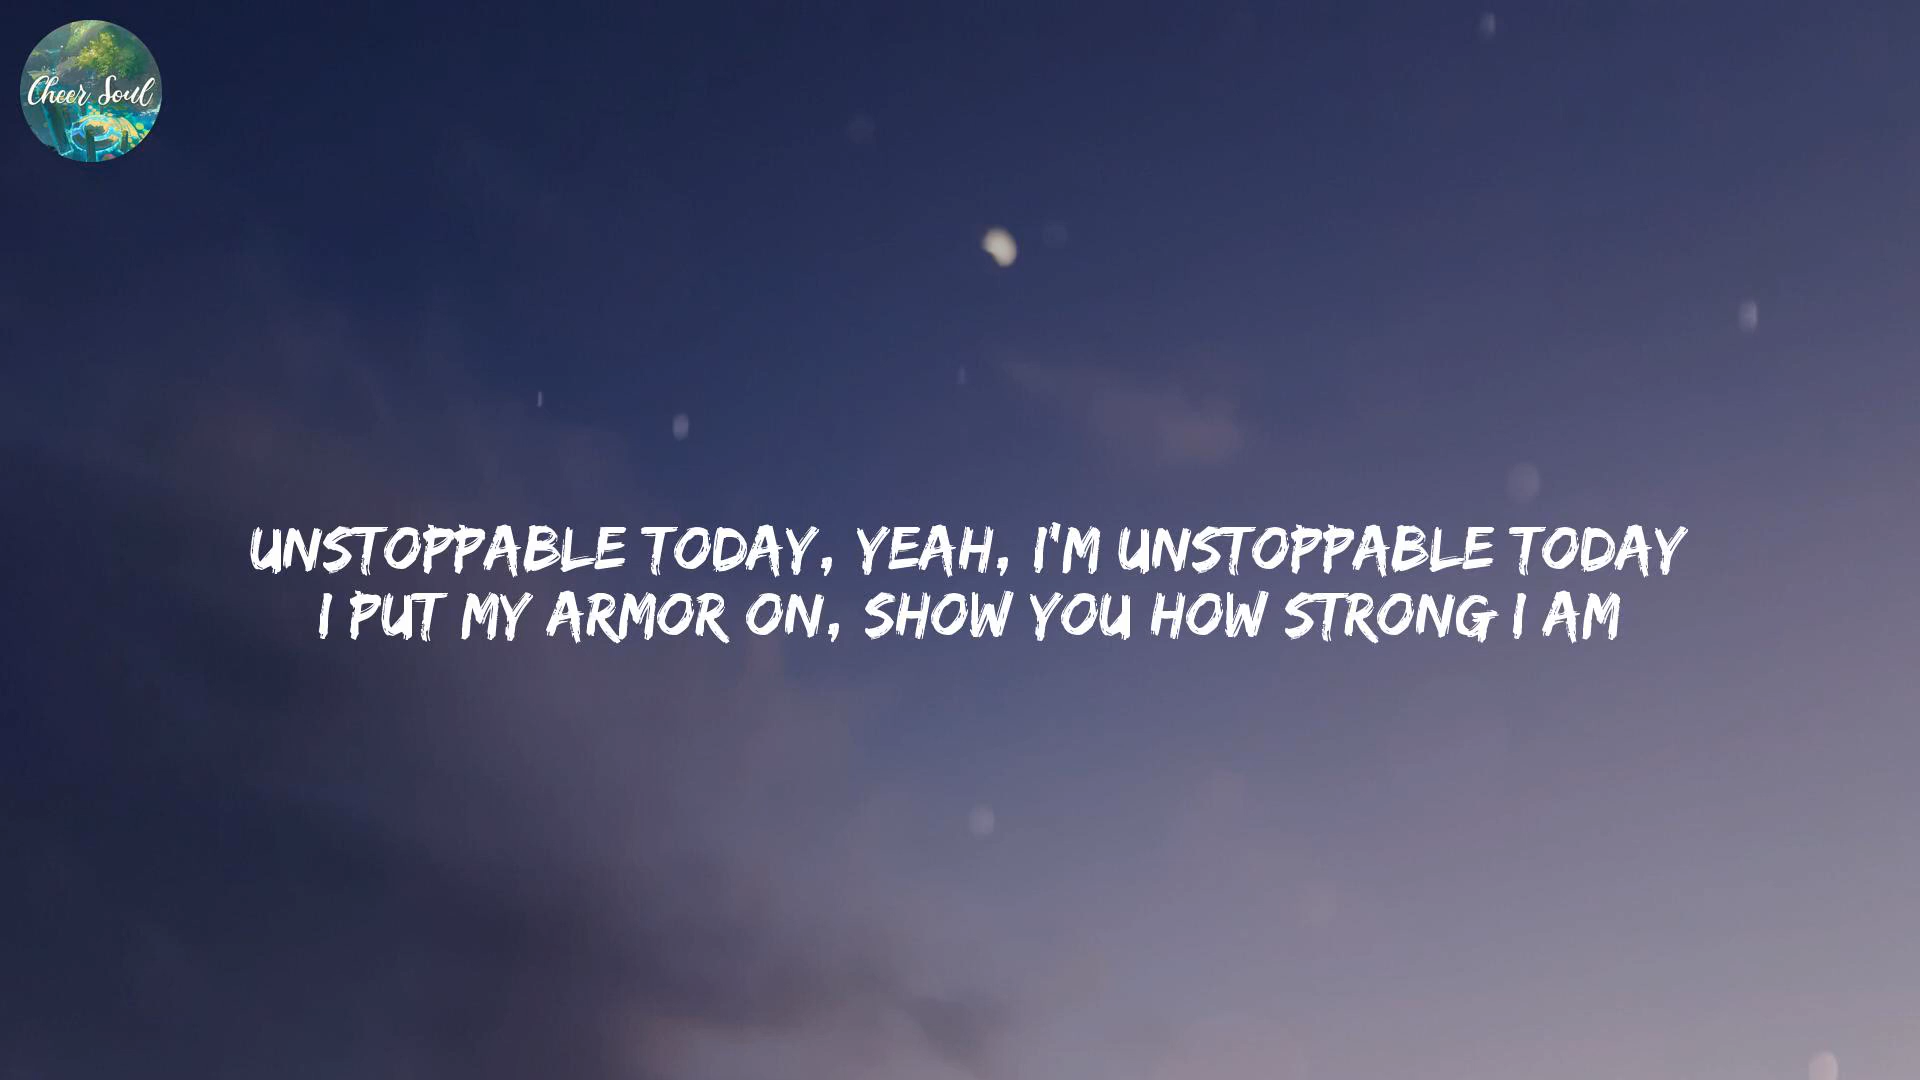 Cheer Soul
UNSTOPPABLE TODAY, YEAH, I'M UNSTOPPABLE TODAY
I PUT MY ARMOR ON, SHOW YOU HOW STRONG I AM